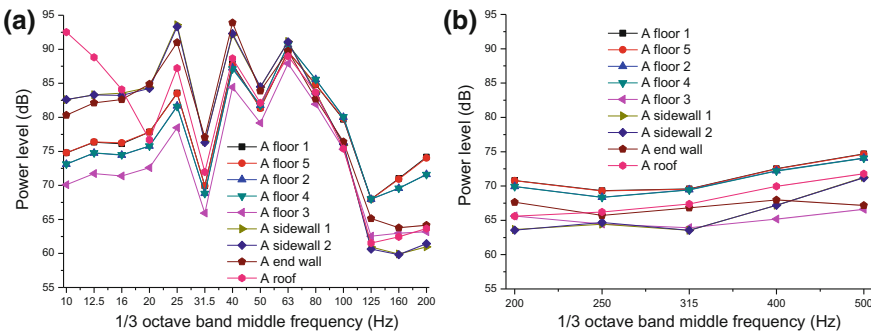 (a)
Power level (dB)
95
90
85
80
75
70
65
60
55
10 12.5 16 20 25 31.5 40 50 63 80 100 125 160 200
1/3 octave band middle frequency (Hz)
A floor 1
A floor 5
A floor 2
A floor 4
A floor 3
A sidewall 1
A sidewall 2
A end wall
A roof
(b)
Power level (dB)
95
90
85
80
75
70
65
60
55
200 250 315 400 500
1/3 octave band middle frequency (Hz)
A floor 1
A floor 5
A floor 2
A floor 4
A floor 3
A sidewall 1
A sidewall 2
A end wall
A roof